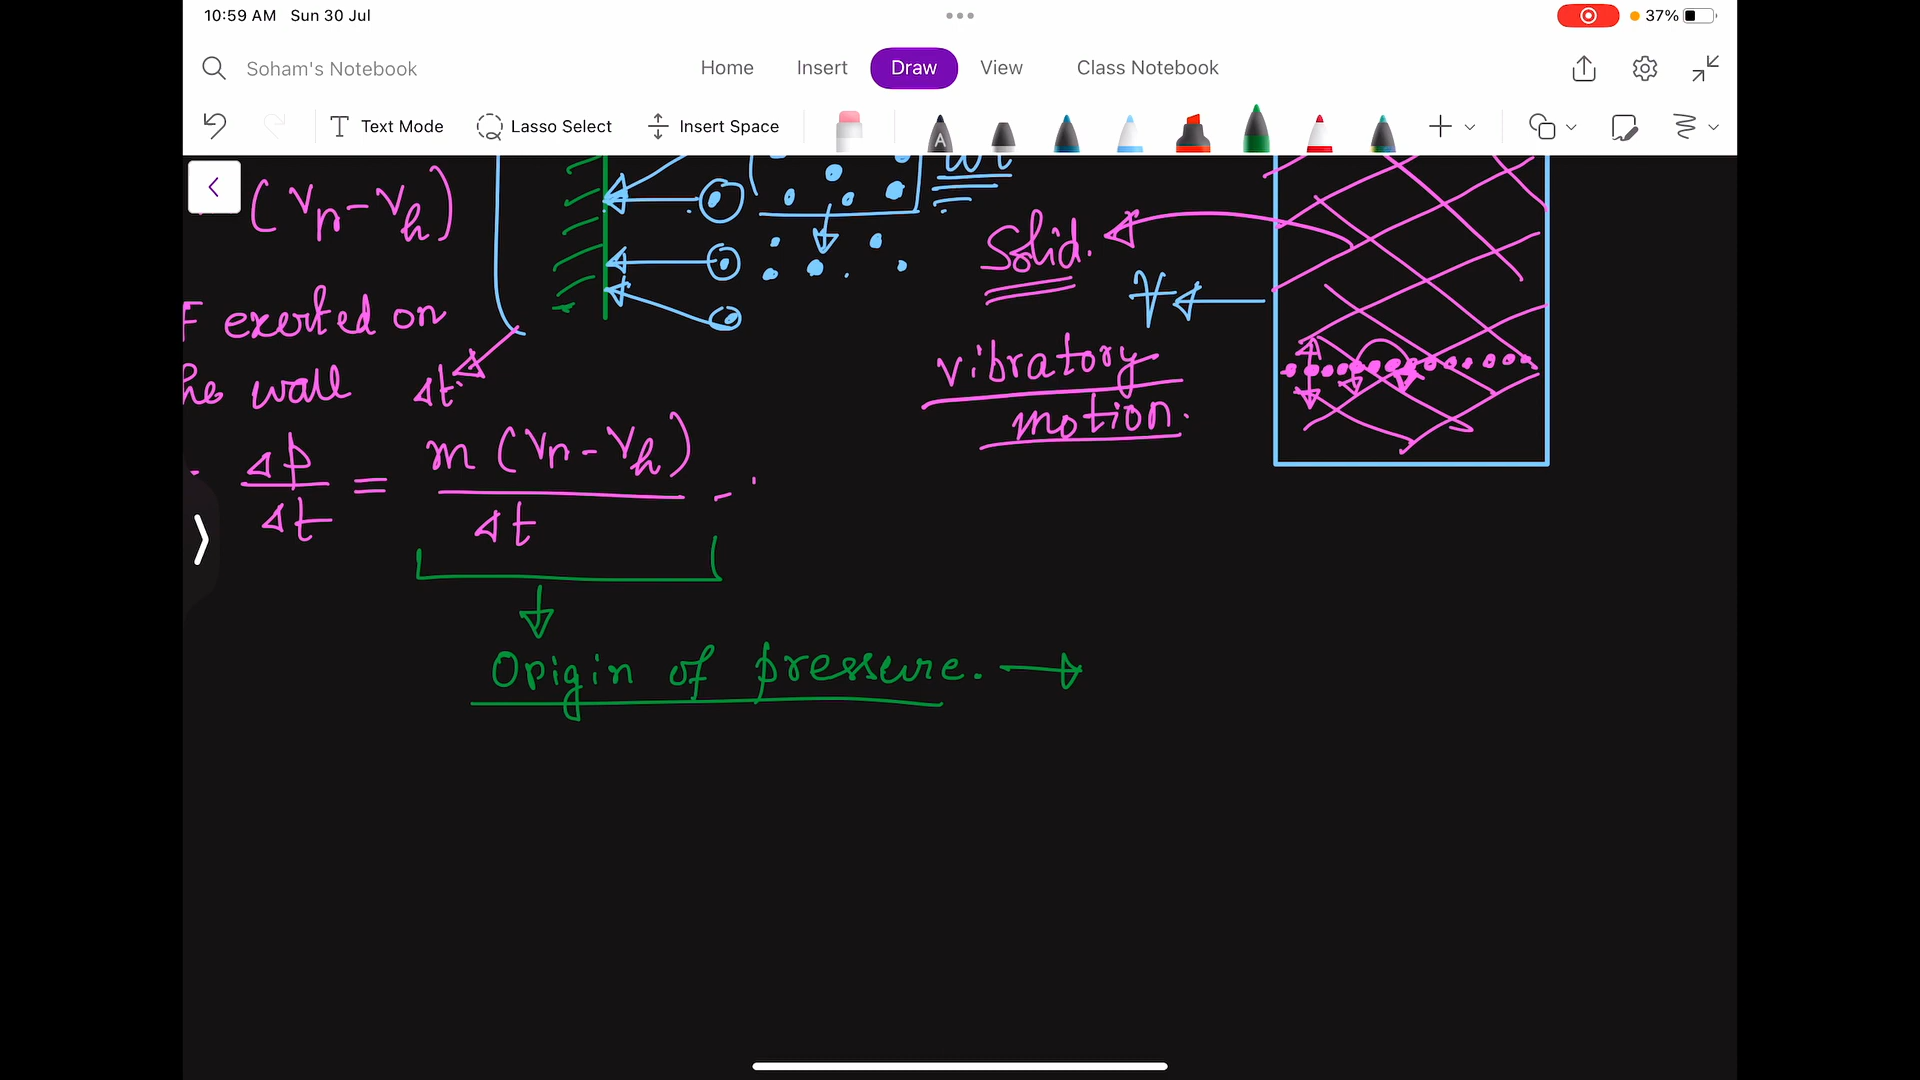 10:59 AM Sun 30 Jul
37%
Soham's Notebook
Home Insert Draw View Class Notebook
Text Mode Lasso Select Insert Space
A
(Vn - Vh)
F exerted on
he wall Δt
Δp/Δt = m (Vn - Vh)/Δt
Origin of pressure. →
Solid.
vibratory
motion.